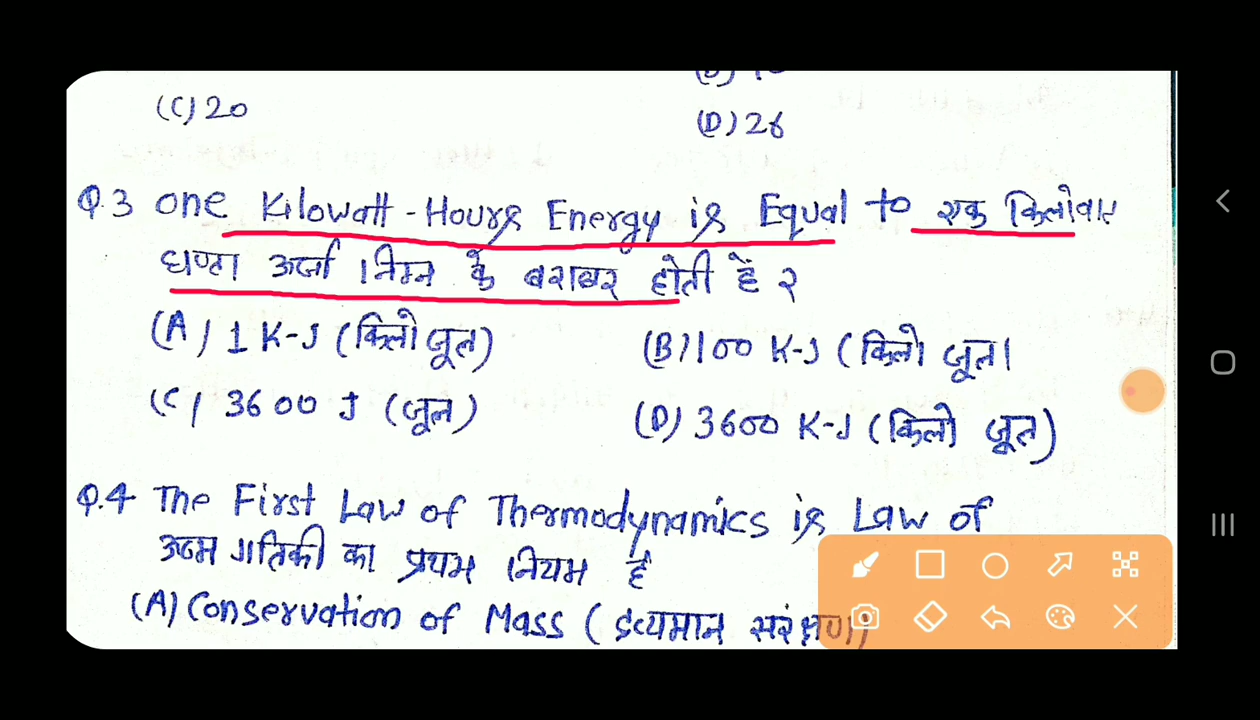 (C) 20
(D) 26
Q.3 one Kilowatt-Hours Energy is Equal to एक किलोवाट
घण्टा ऊर्जा निम्न के बराबर होती हैं २
(A) 1 K-J (किलो जूल)
(B) 100 K-J (किलो जूल।
(C) 3600 J (जूल)
(D) 3600 K-J (किलो जूल)
Q.4 The First Law of Thermodynamics is Law of
ऊष्म गतिकी का प्रथम नियम है
(A) Conservation of Mass ( द्रव्यमान संरक्षण)